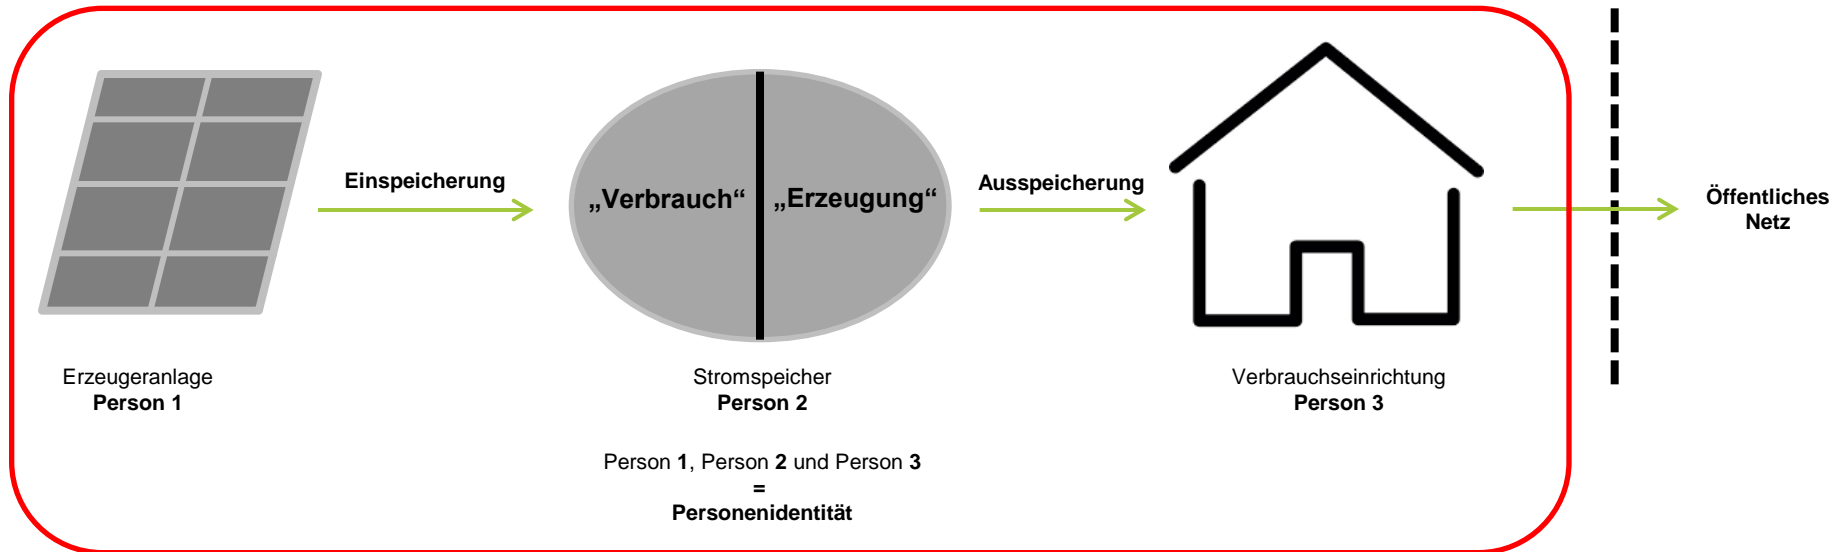 Einspeicherung
„Verbrauch“
„Erzeugung“
Ausspeicherung
Öffentliches
Netz
Erzeugeranlage
Person 1
Stromspeicher
Person 2
Verbrauchseinrichtung
Person 3
Person 1, Person 2 und Person 3
=
Personenidentität